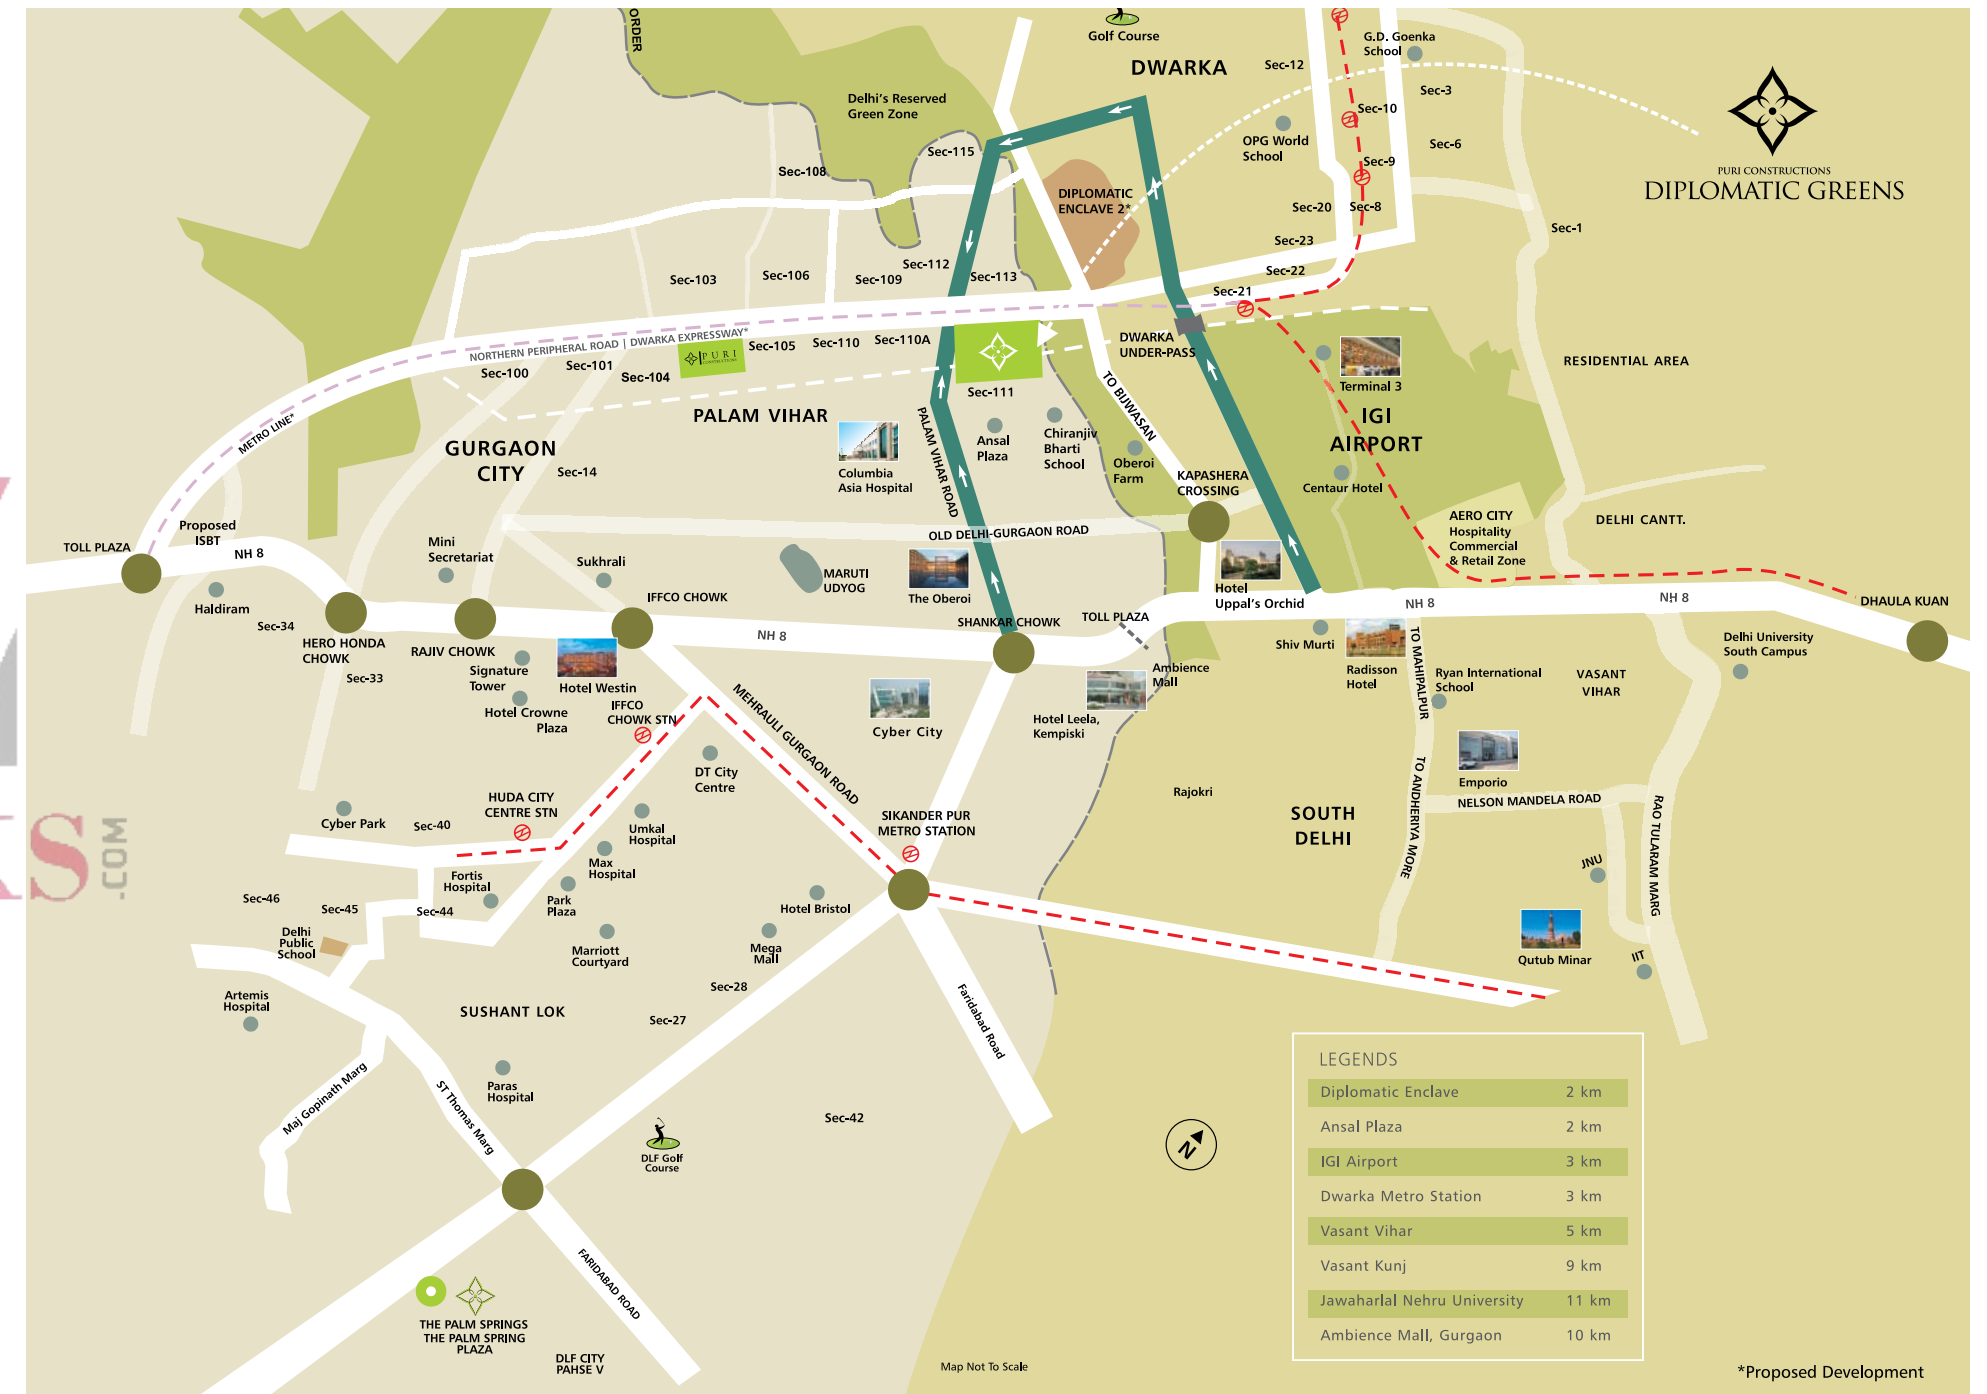 ORDER
Golf Course
DWARKA
G.D. Goenka
School
Sec-12
Sec-3
Sec-10
Sec-6
OPG World
School
Sec-9
Sec-20
Sec-8
Sec-23
Sec-1
Sec-22
Sec-21
PURI CONSTRUCTIONS
DIPLOMATIC GREENS
Delhi's Reserved
Green Zone
Sec-115
Sec-108
DIPLOMATIC
ENCLAVE 2*
Sec-103
Sec-106
Sec-109
Sec-112
Sec-113
NORTHERN PERIPHERAL ROAD | DWARKA EXPRESSWAY*
METRO LINE*
Sec-100
Sec-101
Sec-104
PURI
CONSTRUCTIONS
Sec-105
Sec-110
Sec-110A
Sec-111
DWARKA
UNDER-PASS
TO BIJWASAN
RESIDENTIAL AREA
Terminal 3
IGI
AIRPORT
PALAM VIHAR
GURGAON
CITY
Sec-14
Columbia
Asia Hospital
PALAM VIHAR ROAD
Ansal
Plaza
Chiranjiv
Bharti
School
Oberoi
Farm
KAPASHERA
CROSSING
Centaur Hotel
AERO CITY
Hospitality
Commercial
& Retail Zone
DELHI CANTT.
Proposed
ISBT
TOLL PLAZA
NH 8
Mini
Secretariat
Sukhrali
OLD DELHI-GURGAON ROAD
MARUTI
UDYOG
The Oberoi
Hotel
Uppal's Orchid
Haldiram
Sec-34
HERO HONDA
CHOWK
Sec-33
RAJIV CHOWK
IFFCO CHOWK
NH 8
SHANKAR CHOWK
TOLL PLAZA
NH 8
NH 8
DHAULA KUAN
Signature
Tower
Hotel Westin
Hotel Crowne
Plaza
IFFCO
CHOWK STN
MEHRAULI GURGAON ROAD
Cyber City
Hotel Leela,
Kempiski
Ambience
Mall
Shiv Murti
Radisson
Hotel
TO MAHIPALPUR
Ryan International
School
VASANT
VIHAR
Delhi University
South Campus
DT City
Centre
HUDA CITY
CENTRE STN
Cyber Park
Sec-40
Umkal
Hospital
Max
Hospital
SIKANDER PUR
METRO STATION
Rajokri
SOUTH
DELHI
TO ANDHERIYA MORE
Emporio
NELSON MANDELA ROAD
RAO TULARAM MARG
JNU
IIT
Qutub Minar
.COM
Fortis
Hospital
Park
Plaza
Hotel Bristol
Sec-46
Sec-45
Sec-44
Delhi
Public
School
Marriott
Courtyard
Mega
Mall
Sec-28
Sec-27
Artemis
Hospital
SUSHANT LOK
Faridabad Road
Maj Gopinath Marg
ST Thomas Marg
Paras
Hospital
DLF Golf
Course
Sec-42
N
FARIDABAD ROAD
THE PALM SPRINGS
THE PALM SPRING
PLAZA
DLF CITY
PAHSE V
Map Not To Scale
LEGENDS
Diplomatic Enclave 2 km
Ansal Plaza 2 km
IGI Airport 3 km
Dwarka Metro Station 3 km
Vasant Vihar 5 km
Vasant Kunj 9 km
Jawaharlal Nehru University 11 km
Ambience Mall, Gurgaon 10 km
*Proposed Development